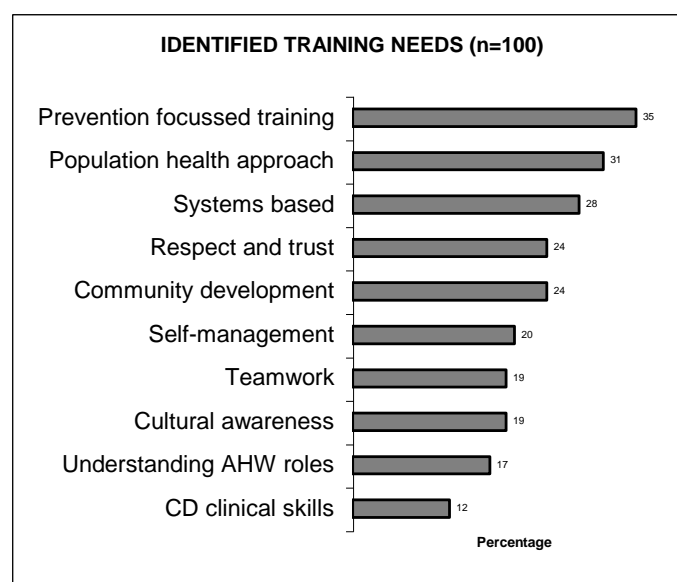 IDENTIFIED TRAINING NEEDS (n=100)
Prevention focussed training 35
Population health approach 31
Systems based 28
Respect and trust 24
Community development 24
Self-management 20
Teamwork 19
Cultural awareness 19
Understanding AHW roles 17
CD clinical skills 12
Percentage